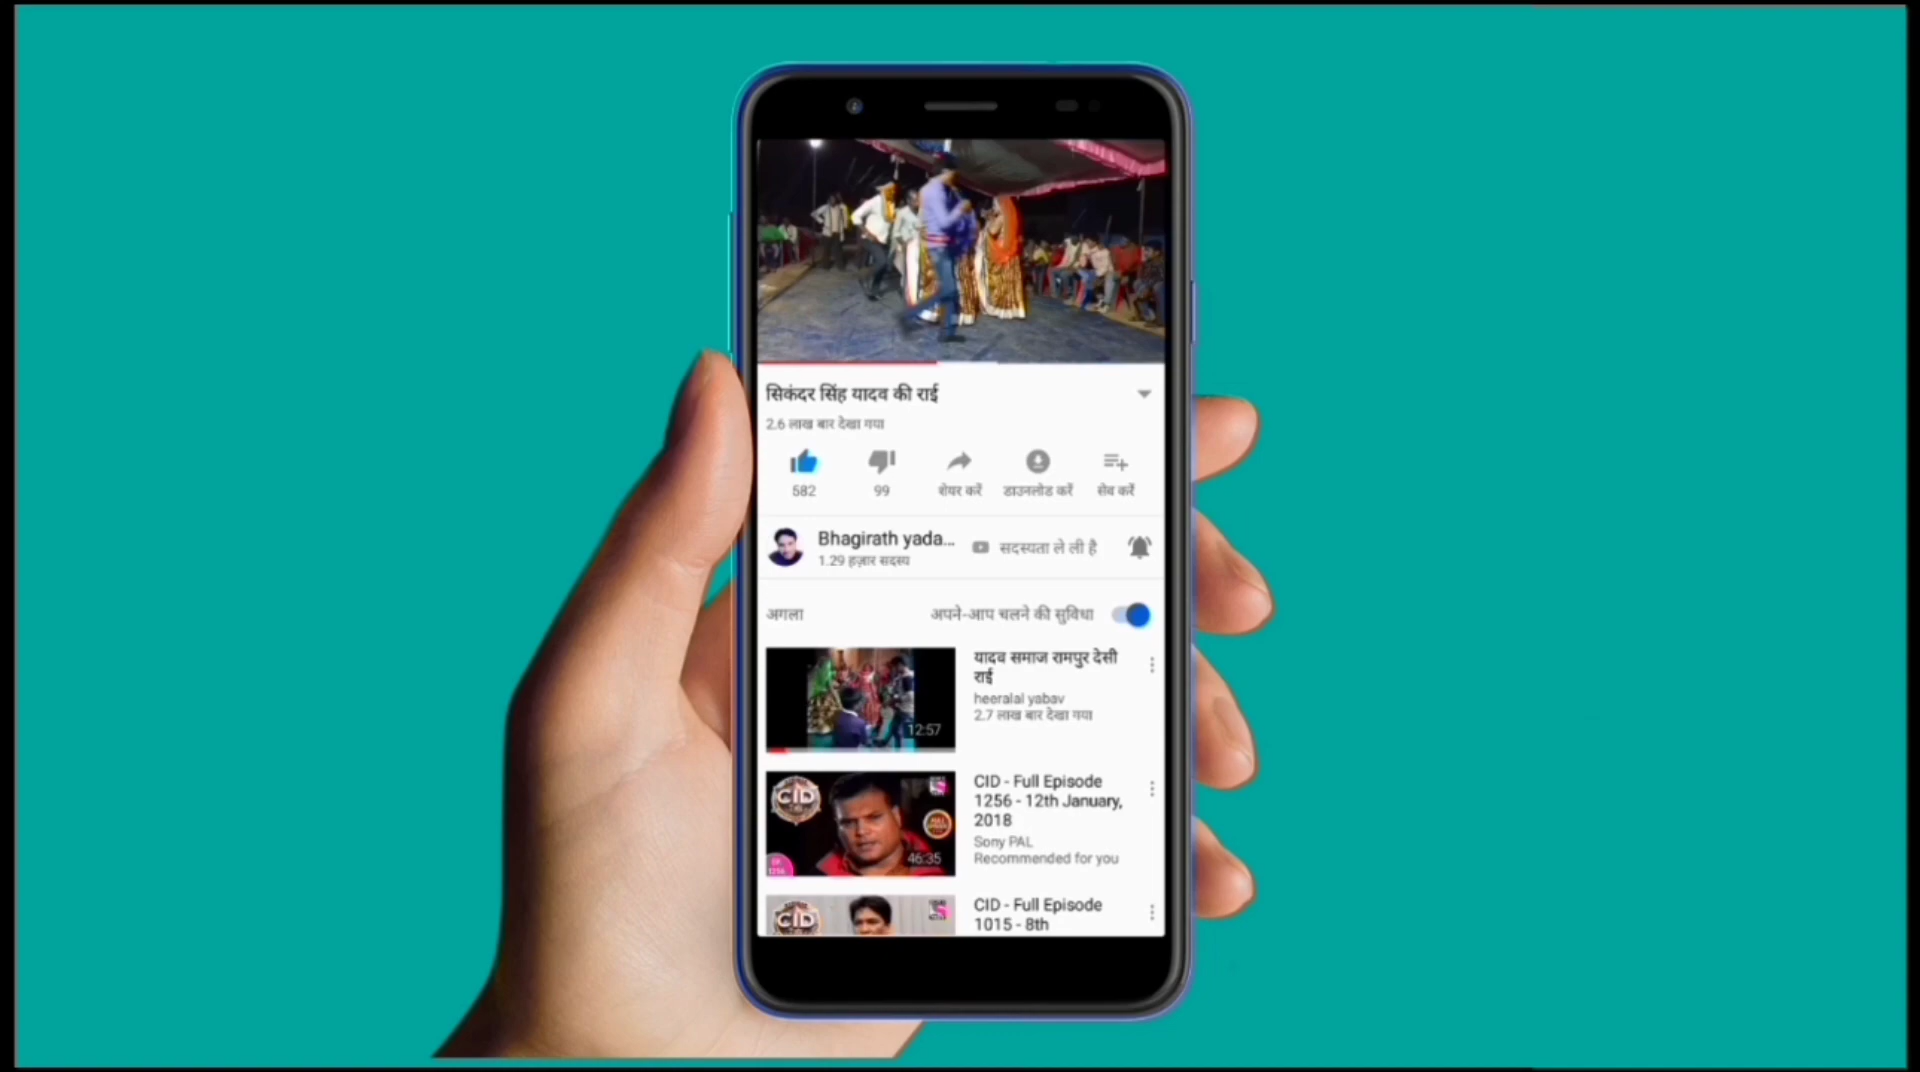 सिकंदर सिंह यादव की राई
2.6 लाख बार देखा गया
582
99
शेयर करें
डाउनलोड करें
सेव करें
Bhagirath yada...
1.29 हज़ार सदस्य
सदस्यता ले ली है
अगला
अपने-आप चलने की सुविधा
यादव समाज रामपुर देसी
राई
heeralal yabav
2.7 लाख बार देखा गया
12:57
CID - Full Episode
1256 - 12th January,
2018
Sony PAL
Recommended for you
CID
46:35
CID - Full Episode
1015 - 8th
CID